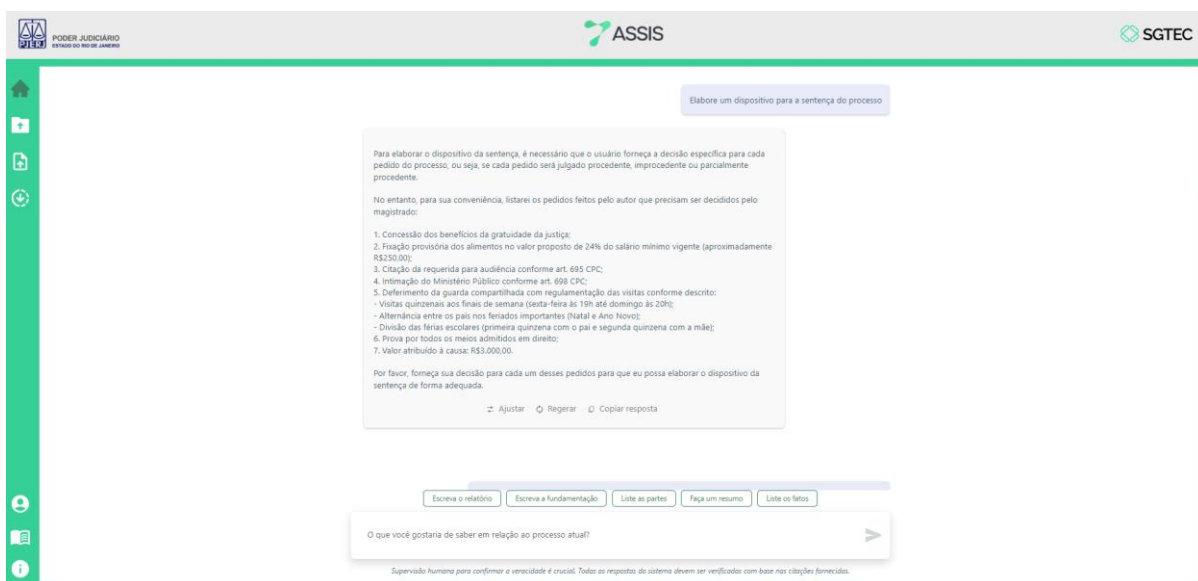 PJERJ
PODER JUDICIÁRIO
ESTADO DO RIO DE JANEIRO
ASSIS
SGTEC
Elabore um dispositivo para a sentença do processo
Para elaborar o dispositivo da sentença, é necessário que o usuário forneça a decisão específica para cada
pedido do processo, ou seja, se cada pedido será julgado procedente, improcedente ou parcialmente
procedente.
No entanto, para sua conveniência, listarei os pedidos feitos pelo autor que precisam ser decididos pelo
magistrado:
1. Concessão dos benefícios da gratuidade da justiça;
2. Fixação provisória dos alimentos no valor proposto de 24% do salário mínimo vigente (aproximadamente
R$250,00);
3. Citação da requerida para audiência conforme art. 695 CPC;
4. Intimação do Ministério Público conforme art. 698 CPC;
5. Deferimento da guarda compartilhada com regulamentação das visitas conforme descrito:
- Visitas quinzenais aos finais de semana (sexta-feira às 19h até domingo às 20h);
- Alternância entre os pais nos feriados importantes (Natal e Ano Novo);
- Divisão das férias escolares (primeira quinzena com o pai e segunda quinzena com a mãe);
6. Prova por todos os meios admitidos em direito;
7. Valor atribuído à causa: R$3.000,00.
Por favor, forneça sua decisão para cada um desses pedidos para que eu possa elaborar o dispositivo da
sentença de forma adequada.
Ajustar Regerar Copiar resposta
Escreva o relatório Escreva a fundamentação Liste as partes Faça um resumo Liste os fatos
O que você gostaria de saber em relação ao processo atual?
Supervisão humana para confirmar a veracidade é crucial. Todas as respostas do sistema devem ser verificadas com base nas citações fornecidas.